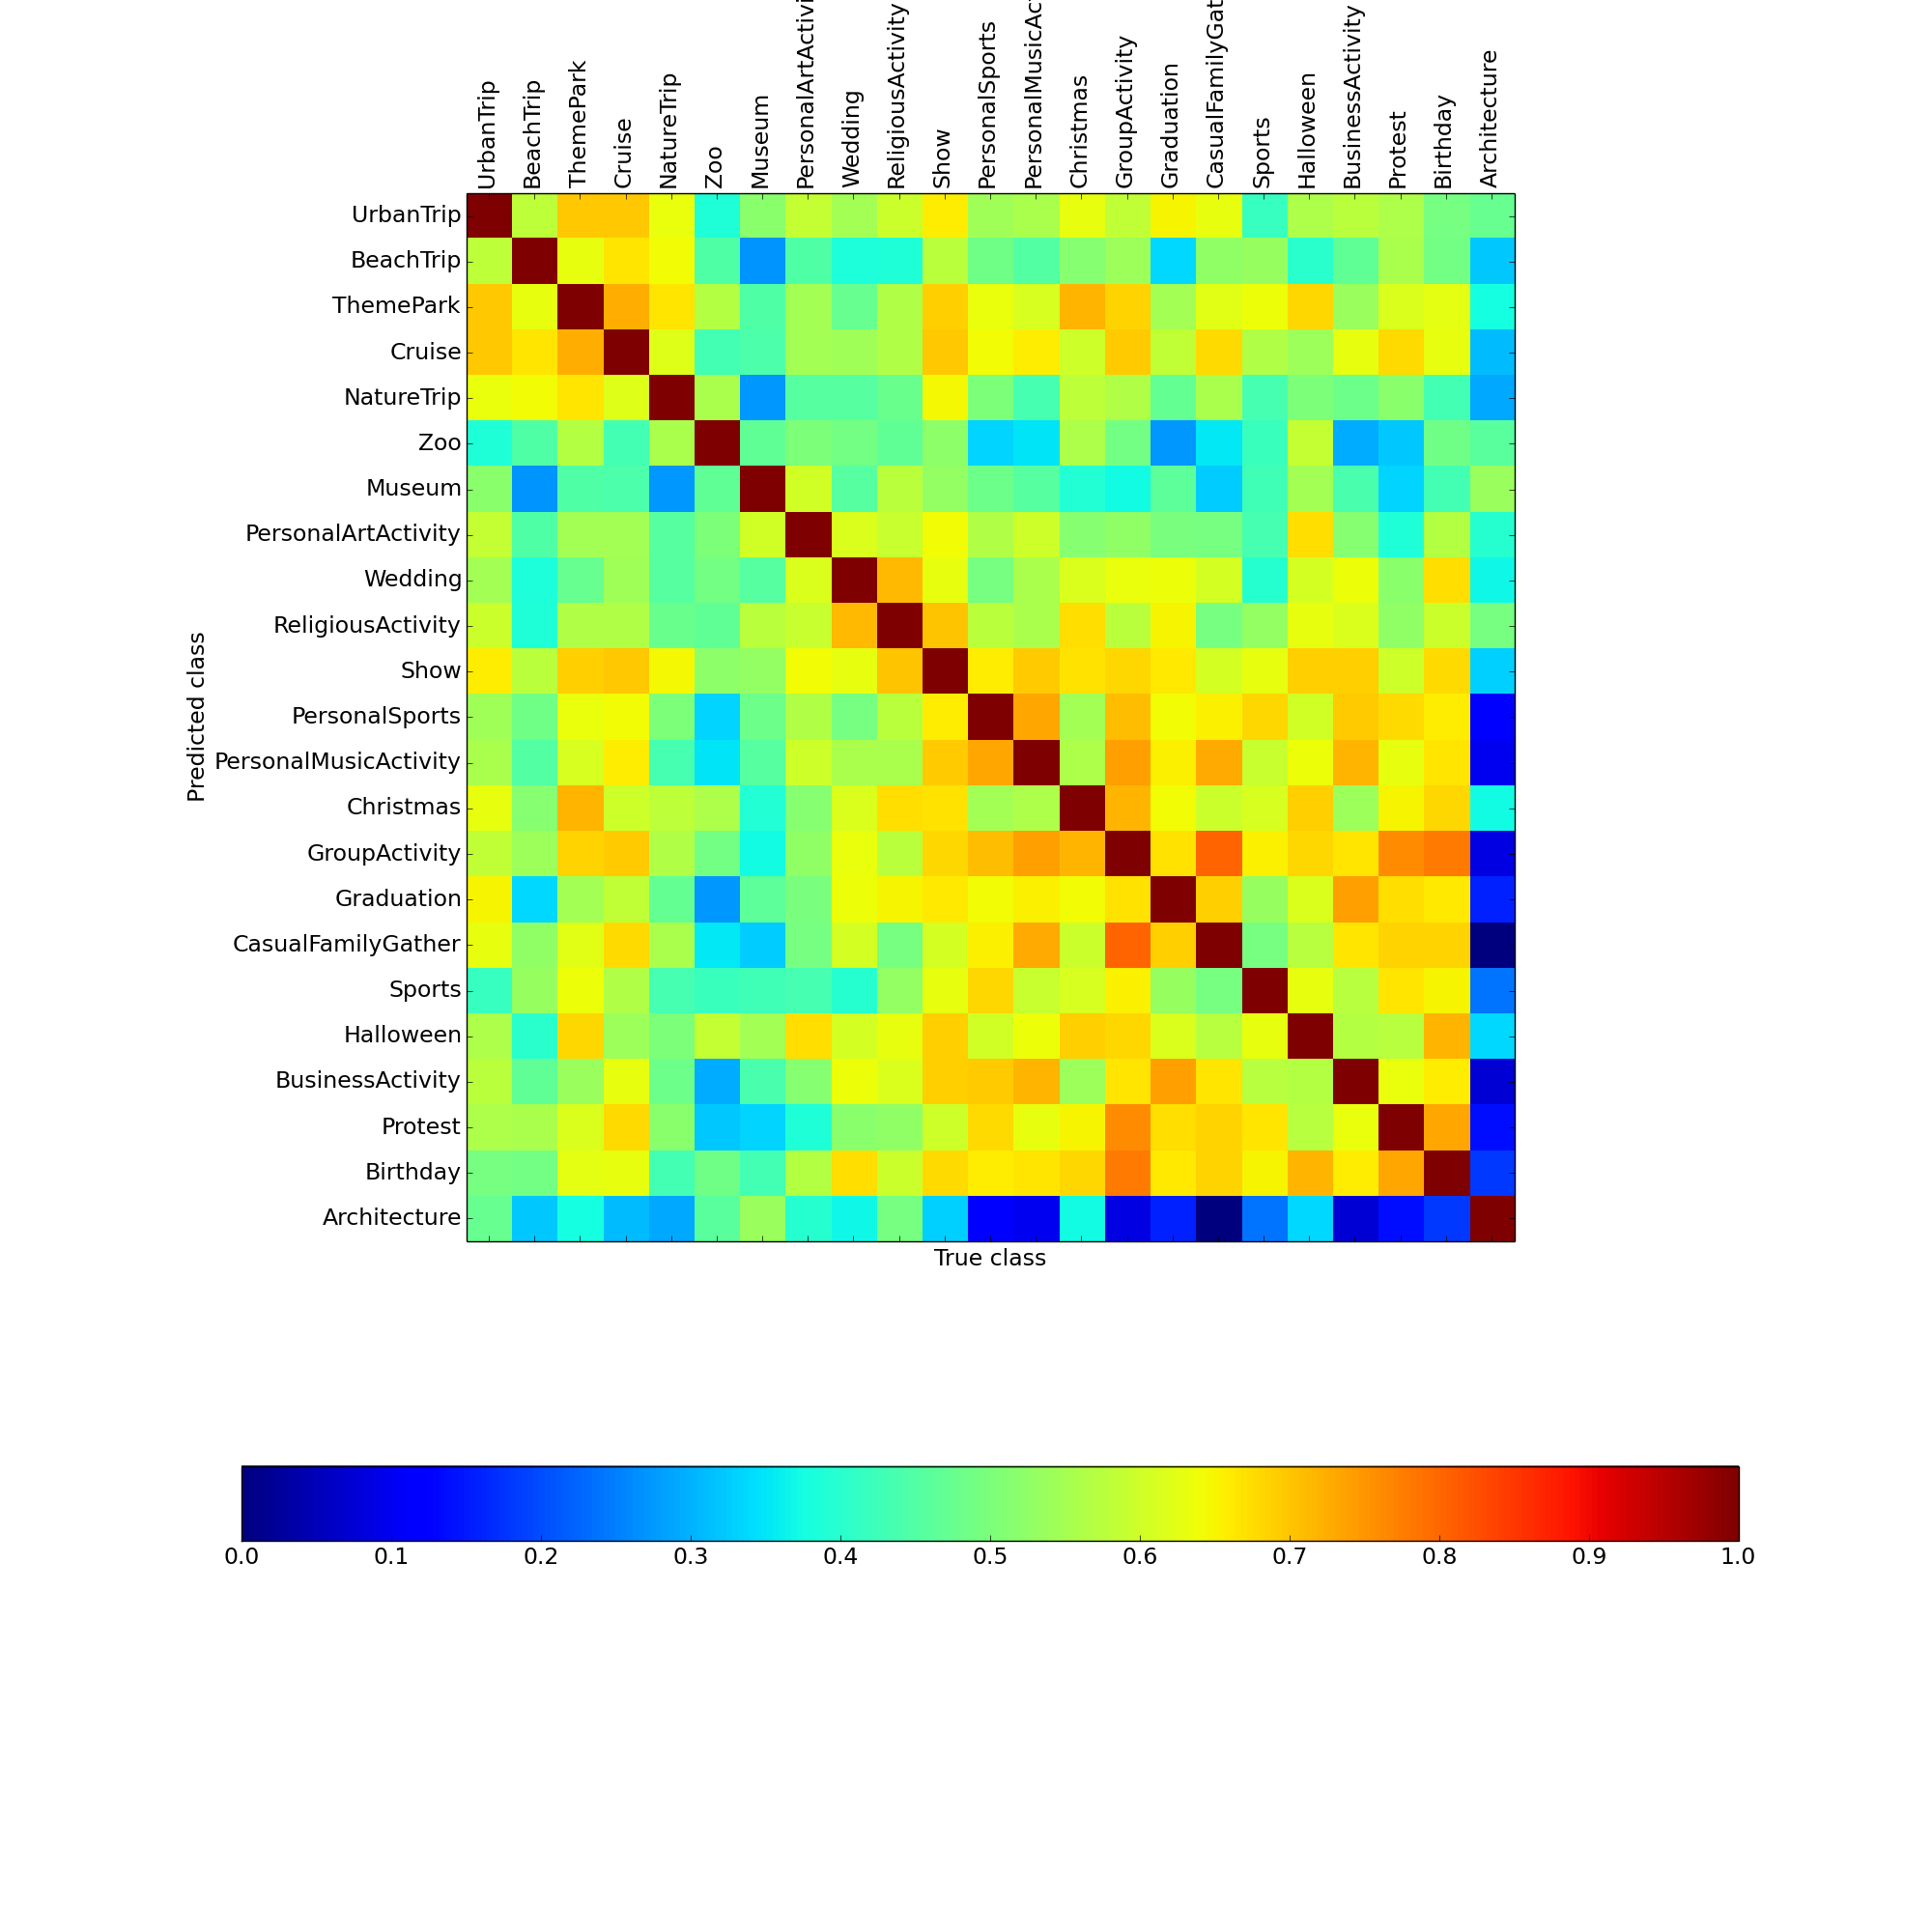 UrbanTrip
BeachTrip
ThemePark
Cruise
NatureTrip
Zoo
Museum
PersonalArtActivi
Wedding
ReligiousActivity
Show
PersonalSports
PersonalMusicAc
Christmas
GroupActivity
Graduation
CasualFamilyGat
Sports
Halloween
BusinessActivity
Protest
Birthday
Architecture
UrbanTrip
BeachTrip
ThemePark
Cruise
NatureTrip
Zoo
Museum
PersonalArtActivity
Wedding
ReligiousActivity
Show
PersonalSports
PersonalMusicActivity
Christmas
GroupActivity
Graduation
CasualFamilyGather
Sports
Halloween
BusinessActivity
Protest
Birthday
Architecture
Predicted class
True class
0.0 0.1 0.2 0.3 0.4 0.5 0.6 0.7 0.8 0.9 1.0